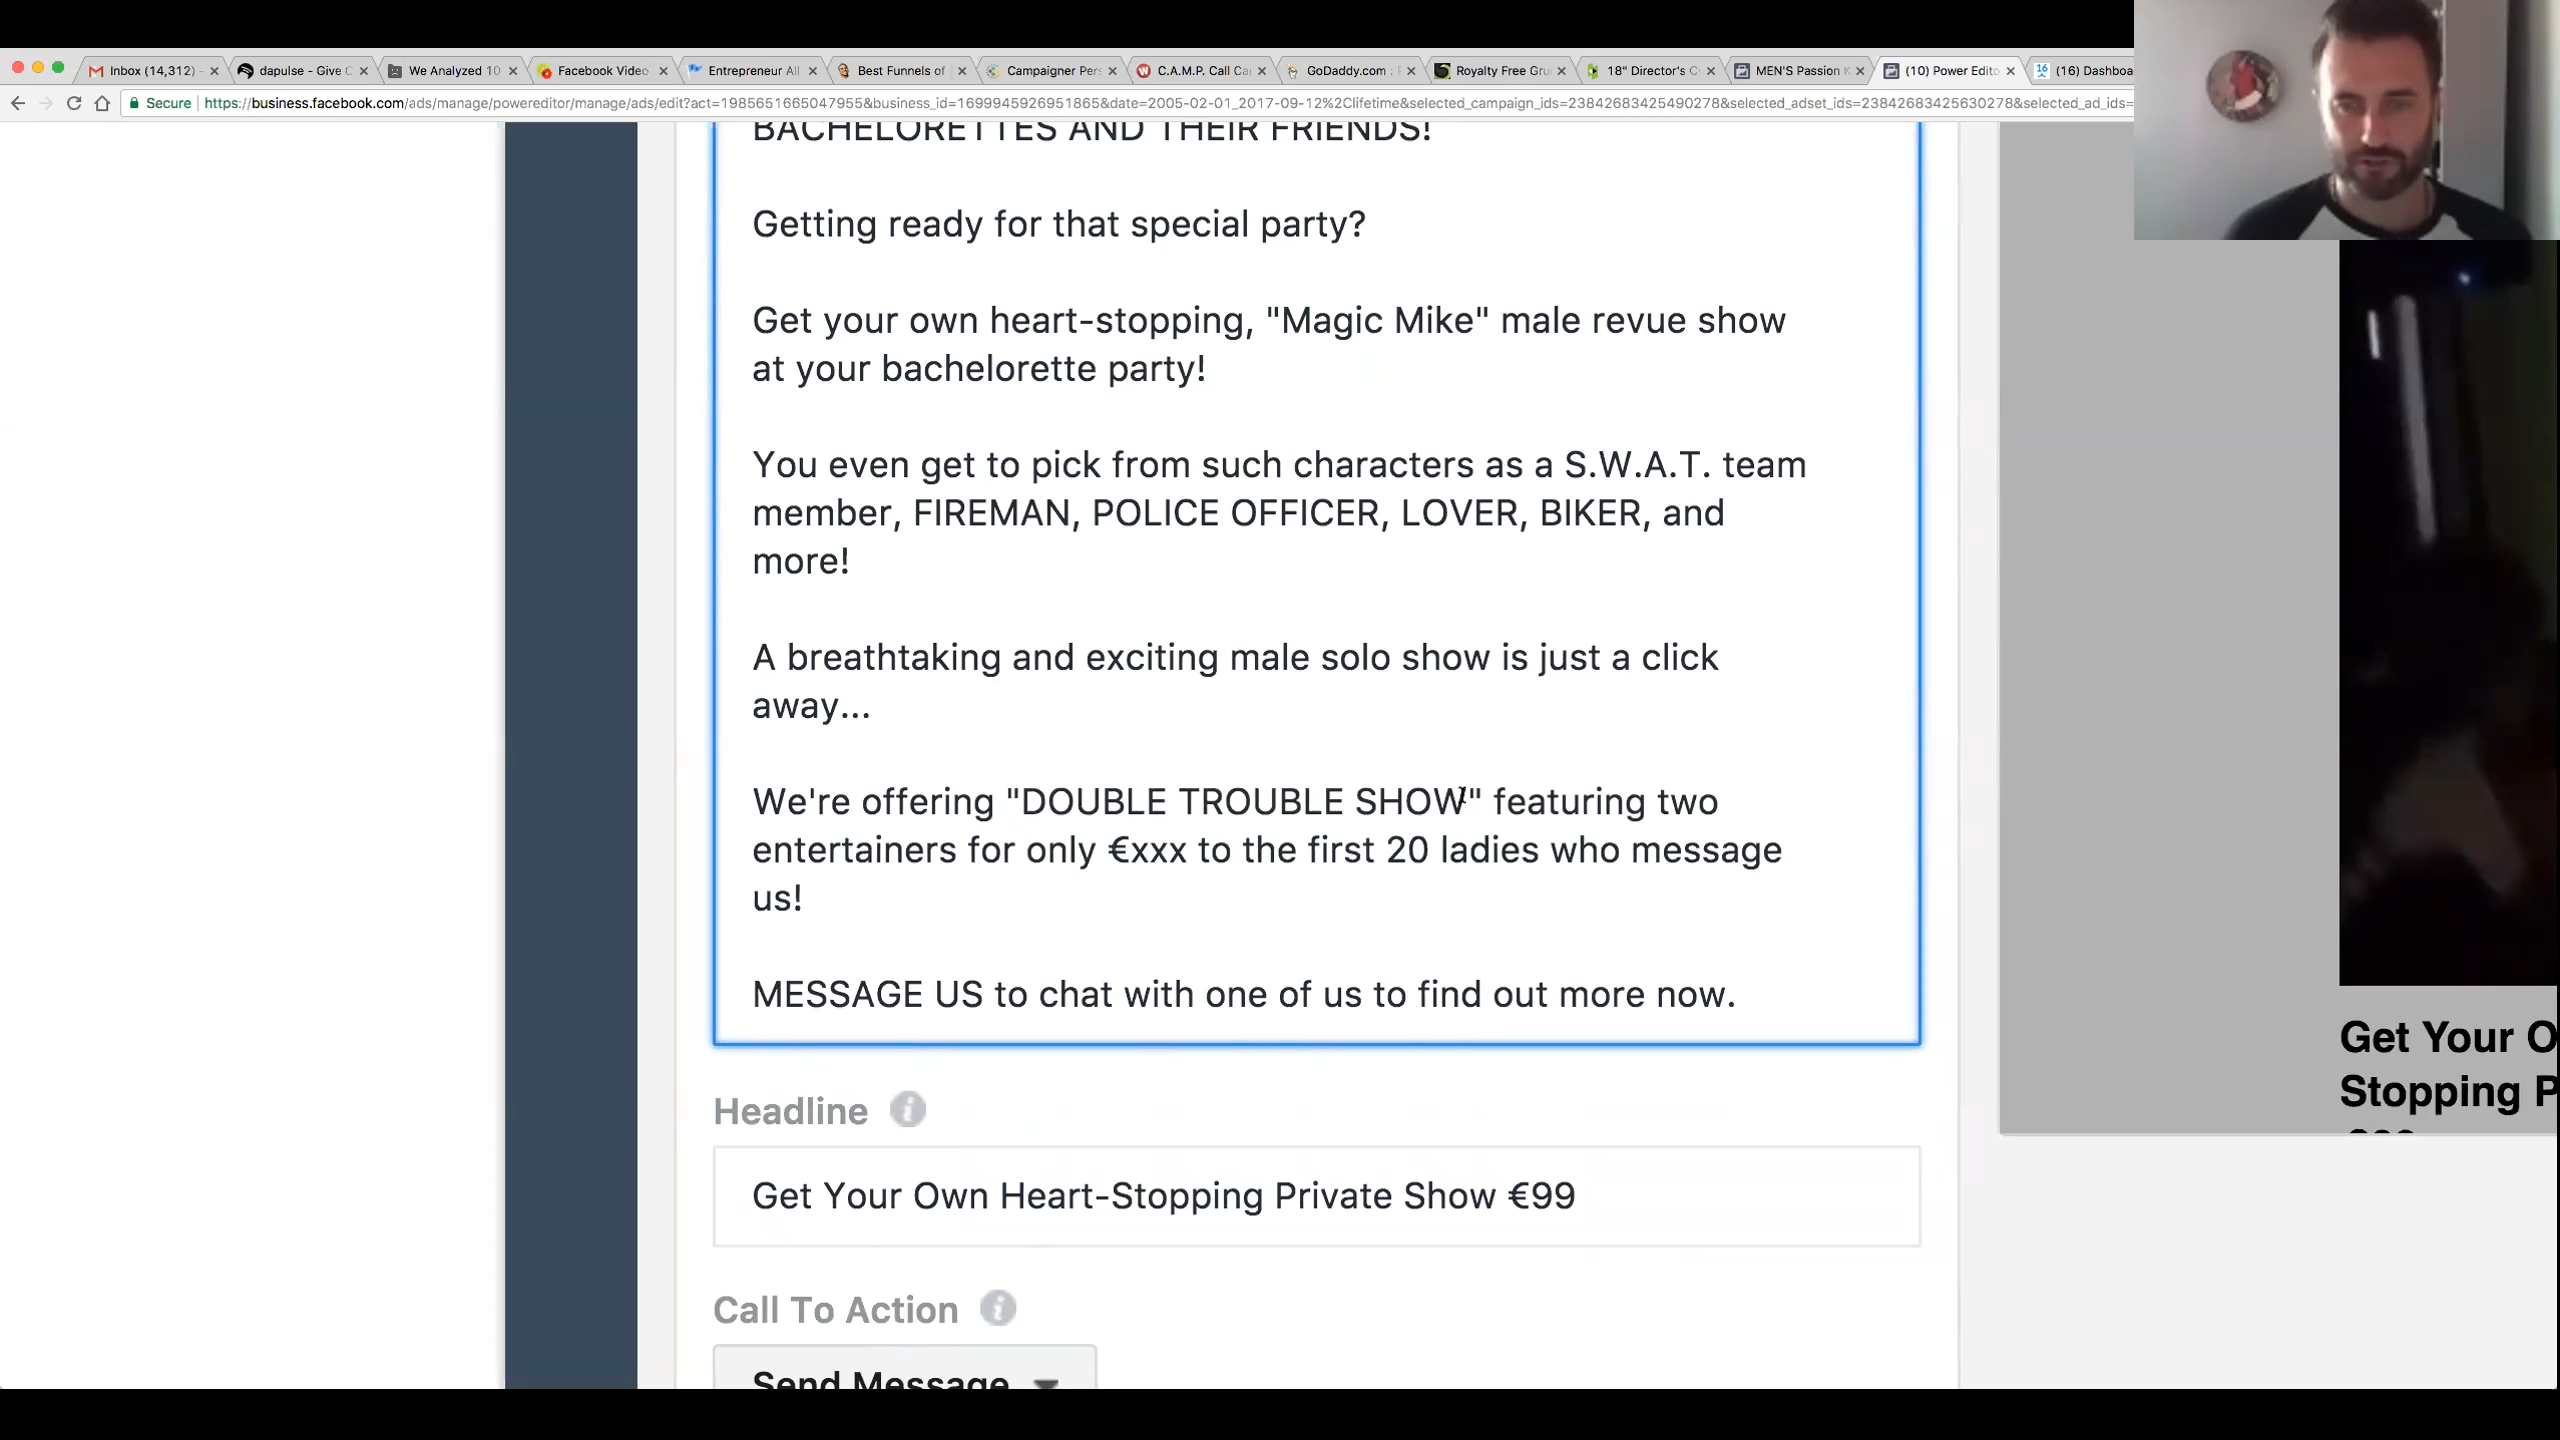 Inbox (14,312) -
dapulse - Give C
We Analyzed 10
Facebook Video
Entrepreneur All
Best Funnels of
Campaigner Pers
C.A.M.P. Call Ca
GoDaddy.com :
Royalty Free Gru
18" Director's C
MEN'S Passion
(10) Power Edito
16
(16) Dashboa
Secure
https://business.facebook.com/ads/manage/powereditor/manage/ads/edit?act=1985651665047955&business_id=1699945926951865&date=2005-02-01_2017-09-12%2Clifetime&selected_campaign_ids=23842683425490278&selected_adset_ids=23842683425630278&selected_ad_ids=
BACHELORETTES AND THEIR FRIENDS!
Getting ready for that special party?
Get your own heart-stopping, "Magic Mike" male revue show
at your bachelorette party!
You even get to pick from such characters as a S.W.A.T. team
member, FIREMAN, POLICE OFFICER, LOVER, BIKER, and
more!
A breathtaking and exciting male solo show is just a click
away...
We're offering "DOUBLE TROUBLE SHOW" featuring two
entertainers for only €xxx to the first 20 ladies who message
us!
MESSAGE US to chat with one of us to find out more now.
Headline
Get Your Own Heart-Stopping Private Show €99
Call To Action
Send Message
Get Your O
Stopping P